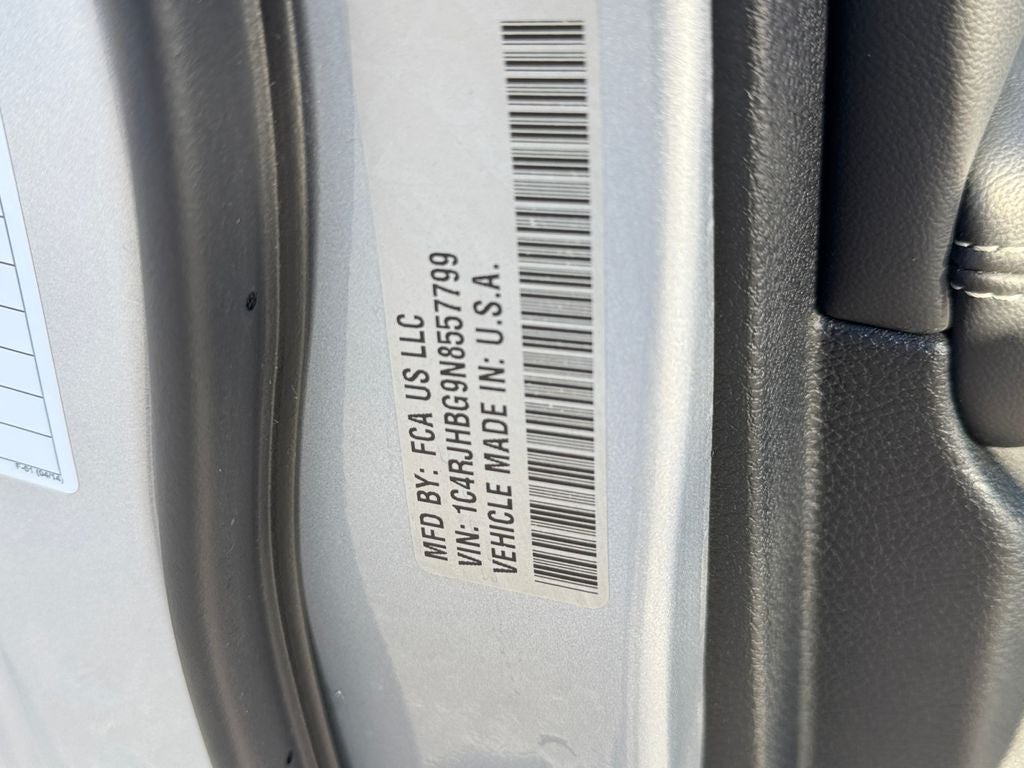 MFD BY: FCA US LLC
VIN: 1C4RJHBG9N8557799
VEHICLE MADE IN: U.S.A.